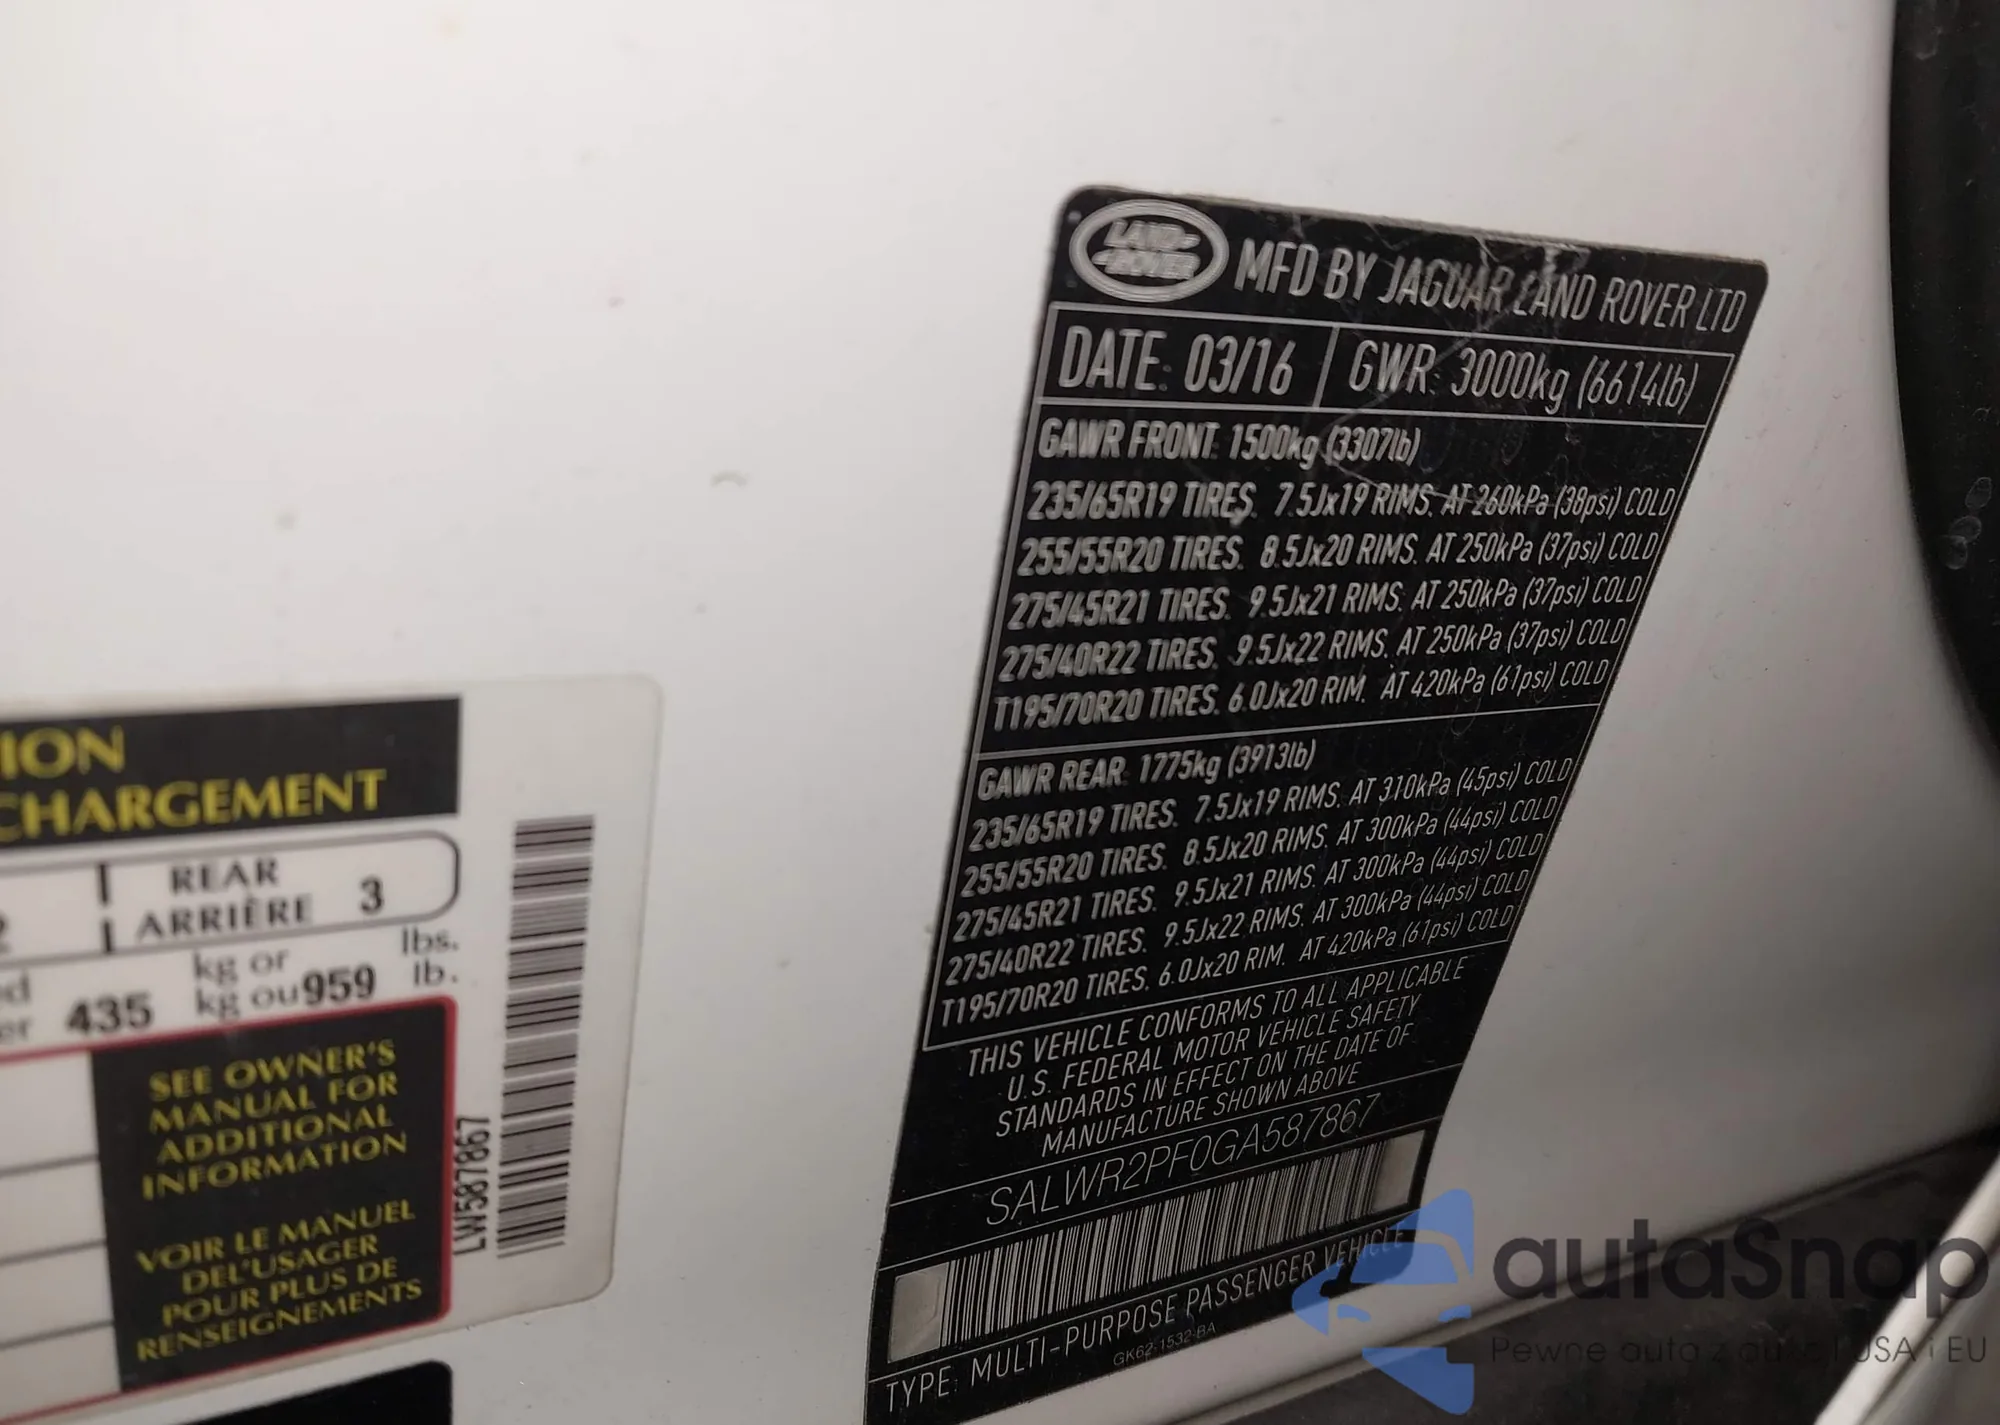 ION
CHARGEMENT
REAR
ARRIÈRE 3
kg or lbs.
435 kg ou 959 lb.
SEE OWNER'S
MANUAL FOR
ADDITIONAL
INFORMATION
VOIR LE MANUEL
DEL'USAGER
POUR PLUS DE
RENSEIGNEMENTS
LW587867
LAND-
-ROVER
MFD BY JAGUAR LAND ROVER LTD
DATE: 03/16 GWR: 3000kg (6614lb)
GAWR FRONT: 1500kg (3307lb)
235/65R19 TIRES. 7.5Jx19 RIMS. AT 260kPa (38psi) COLD
255/55R20 TIRES. 8.5Jx20 RIMS. AT 250kPa (37psi) COLD
275/45R21 TIRES. 9.5Jx21 RIMS. AT 250kPa (37psi) COLD
275/40R22 TIRES. 9.5Jx22 RIMS. AT 250kPa (37psi) COLD
T195/70R20 TIRES. 6.0Jx20 RIM. AT 420kPa (61psi) COLD
GAWR REAR: 1775kg (3913lb)
235/65R19 TIRES. 7.5Jx19 RIMS. AT 310kPa (45psi) COLD
255/55R20 TIRES. 8.5Jx20 RIMS. AT 300kPa (44psi) COLD
275/45R21 TIRES. 9.5Jx21 RIMS. AT 300kPa (44psi) COLD
275/40R22 TIRES. 9.5Jx22 RIMS. AT 300kPa (44psi) COLD
T195/70R20 TIRES. 6.0Jx20 RIM. AT 420kPa (61psi) COLD
THIS VEHICLE CONFORMS TO ALL APPLICABLE
U.S. FEDERAL MOTOR VEHICLE SAFETY
STANDARDS IN EFFECT ON THE DATE OF
MANUFACTURE SHOWN ABOVE
SALWR2PF0GA587867
TYPE: MULTI-PURPOSE PASSENGER VEHICLE
GK62-1532-BA
autaSnap
Pewne auta z aukcji USA i EU